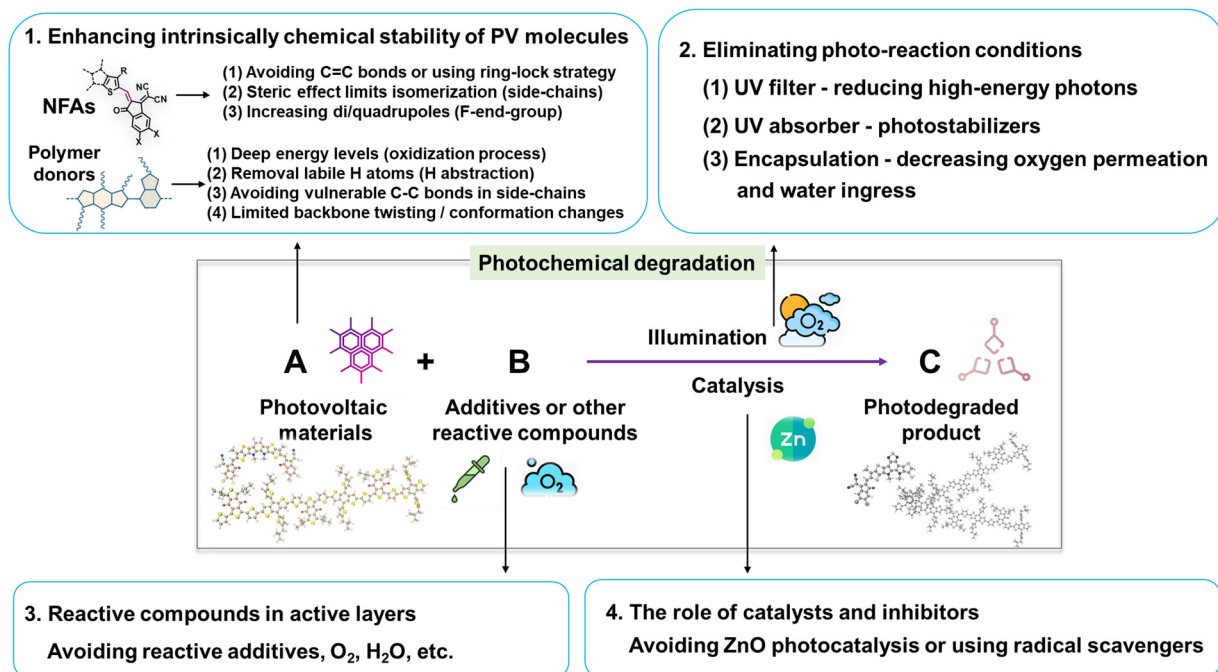 1. Enhancing intrinsically chemical stability of PV molecules
R
S
CN
CN
O
X
X
NFAs
(1) Avoiding C=C bonds or using ring-lock strategy
(2) Steric effect limits isomerization (side-chains)
(3) Increasing di/quadrupoles (F-end-group)
Polymer
donors
(1) Deep energy levels (oxidization process)
(2) Removal labile H atoms (H abstraction)
(3) Avoiding vulnerable C-C bonds in side-chains
(4) Limited backbone twisting / conformation changes
2. Eliminating photo-reaction conditions
(1) UV filter - reducing high-energy photons
(2) UV absorber - photostabilizers
(3) Encapsulation - decreasing oxygen permeation
and water ingress
Photochemical degradation
A
+
B
Illumination
O₂
Catalysis
Zn
C
Photovoltaic
materials
Additives or other
reactive compounds
O₂
Photodegraded
product
3. Reactive compounds in active layers
Avoiding reactive additives, O₂, H₂O, etc.
4. The role of catalysts and inhibitors
Avoiding ZnO photocatalysis or using radical scavengers